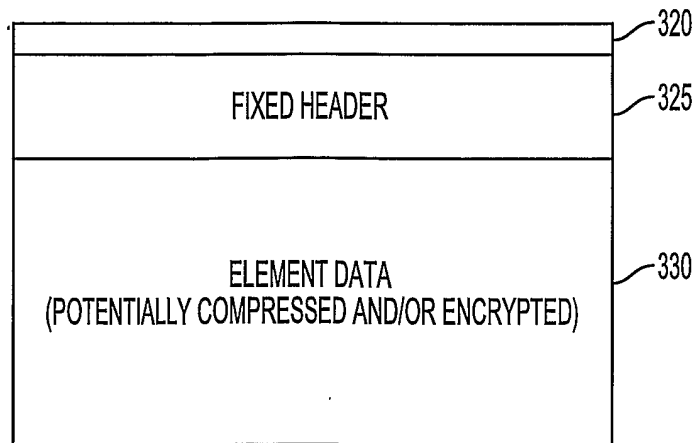 320
FIXED HEADER
325
ELEMENT DATA
(POTENTIALLY COMPRESSED AND/OR ENCRYPTED)
330